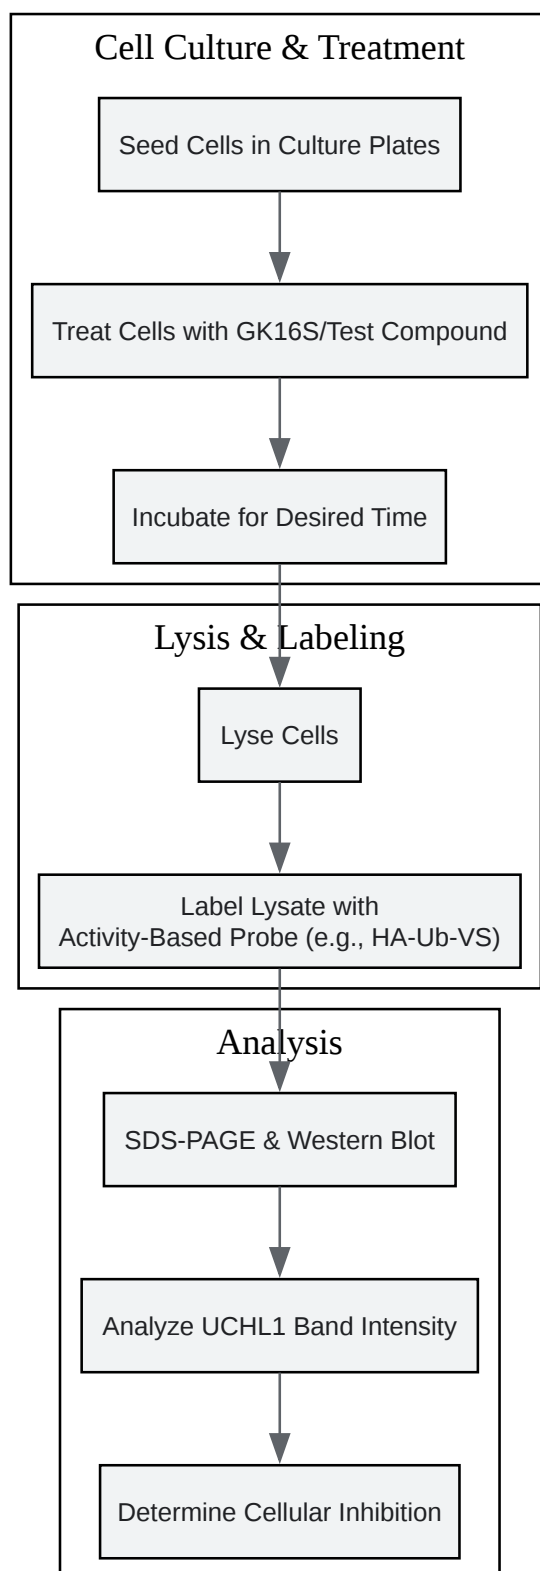 Cell Culture & Treatment
Seed Cells in Culture Plates
Treat Cells with GK16S/Test Compound
Incubate for Desired Time
Lysis & Labeling
Lyse Cells
Label Lysate with
Activity-Based Probe (e.g., HA-Ub-VS)
Analysis
SDS-PAGE & Western Blot
Analyze UCHL1 Band Intensity
Determine Cellular Inhibition